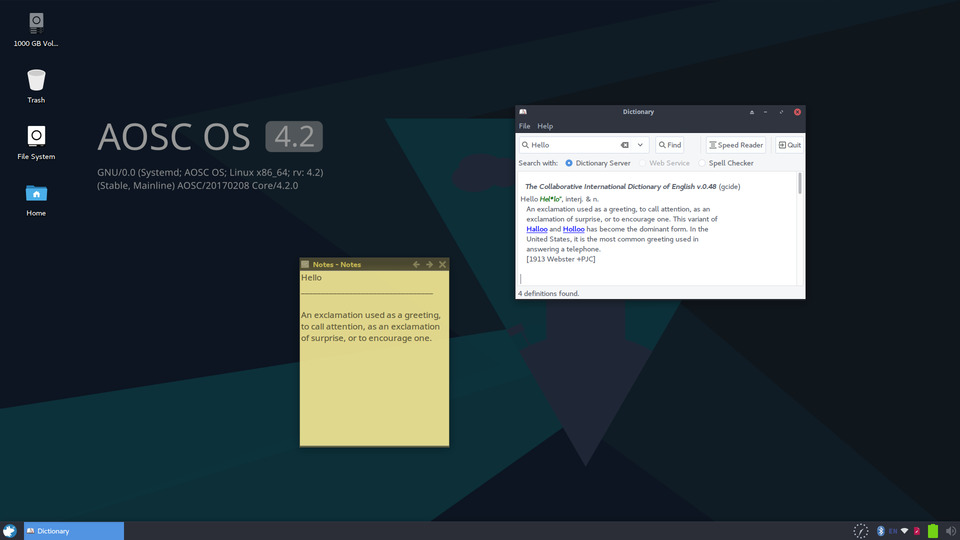 1000 GB Vol...
Trash
File System
Home
AOSC OS 4.2
GNU/0.0 (Systemd; AOSC OS; Linux x86_64; rv: 4.2)
(Stable, Mainline) AOSC/20170208 Core/4.2.0
Notes - Notes
Hello
An exclamation used as a greeting,
to call attention, as an exclamation
of surprise, or to encourage one.
Dictionary
File Help
Hello Find Speed Reader Quit
Search with: Dictionary Server Web Service Spell Checker
The Collaborative International Dictionary of English v.0.48 (gcide)
Hello Hel*lo", interj. & n.
An exclamation used as a greeting, to call attention, as an
exclamation of surprise, or to encourage one. This variant of
Halloo and Holloo has become the dominant form. In the
United States, it is the most common greeting used in
answering a telephone.
[1913 Webster +PJC]
4 definitions found.
Dictionary
EN